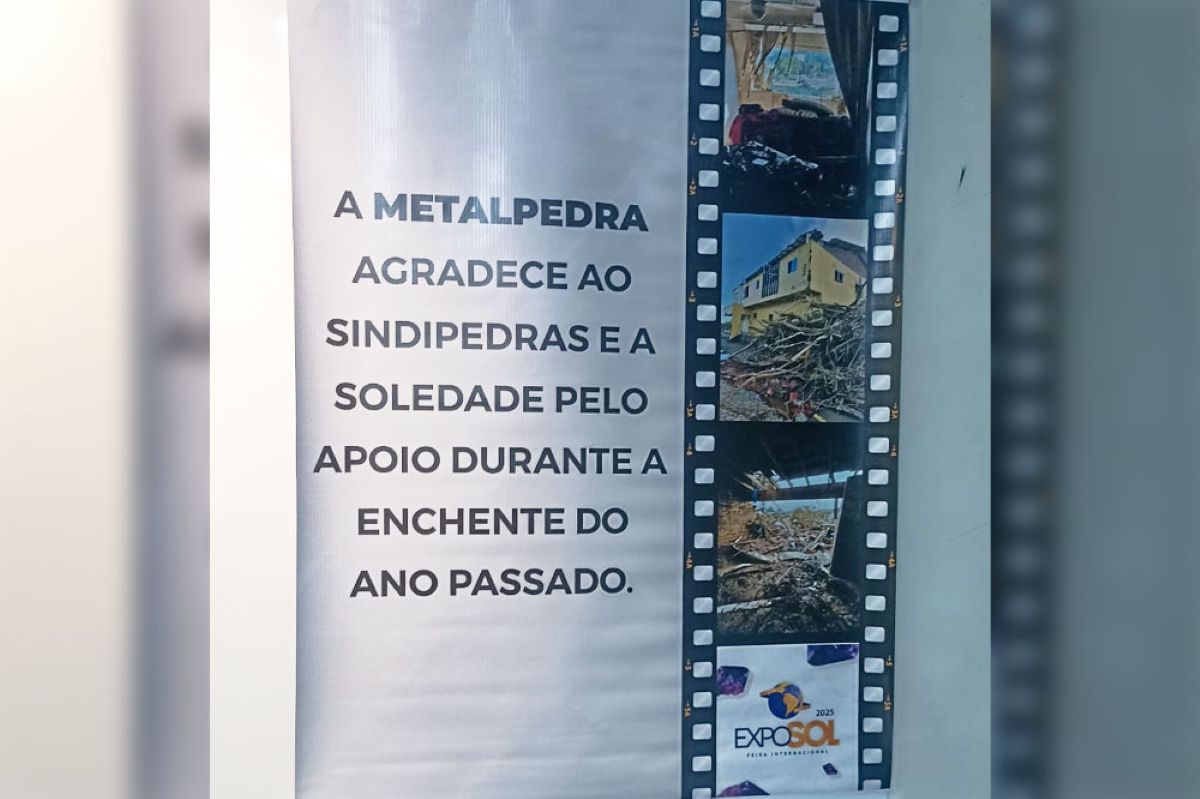 A METALPEDRA
AGRADECE AO
SINDIPEDRAS E A
SOLEDADE PELO
APOIO DURANTE A
ENCHENTE DO
ANO PASSADO.
2025
EXPOSOL
FEIRA INTERNACIONAL